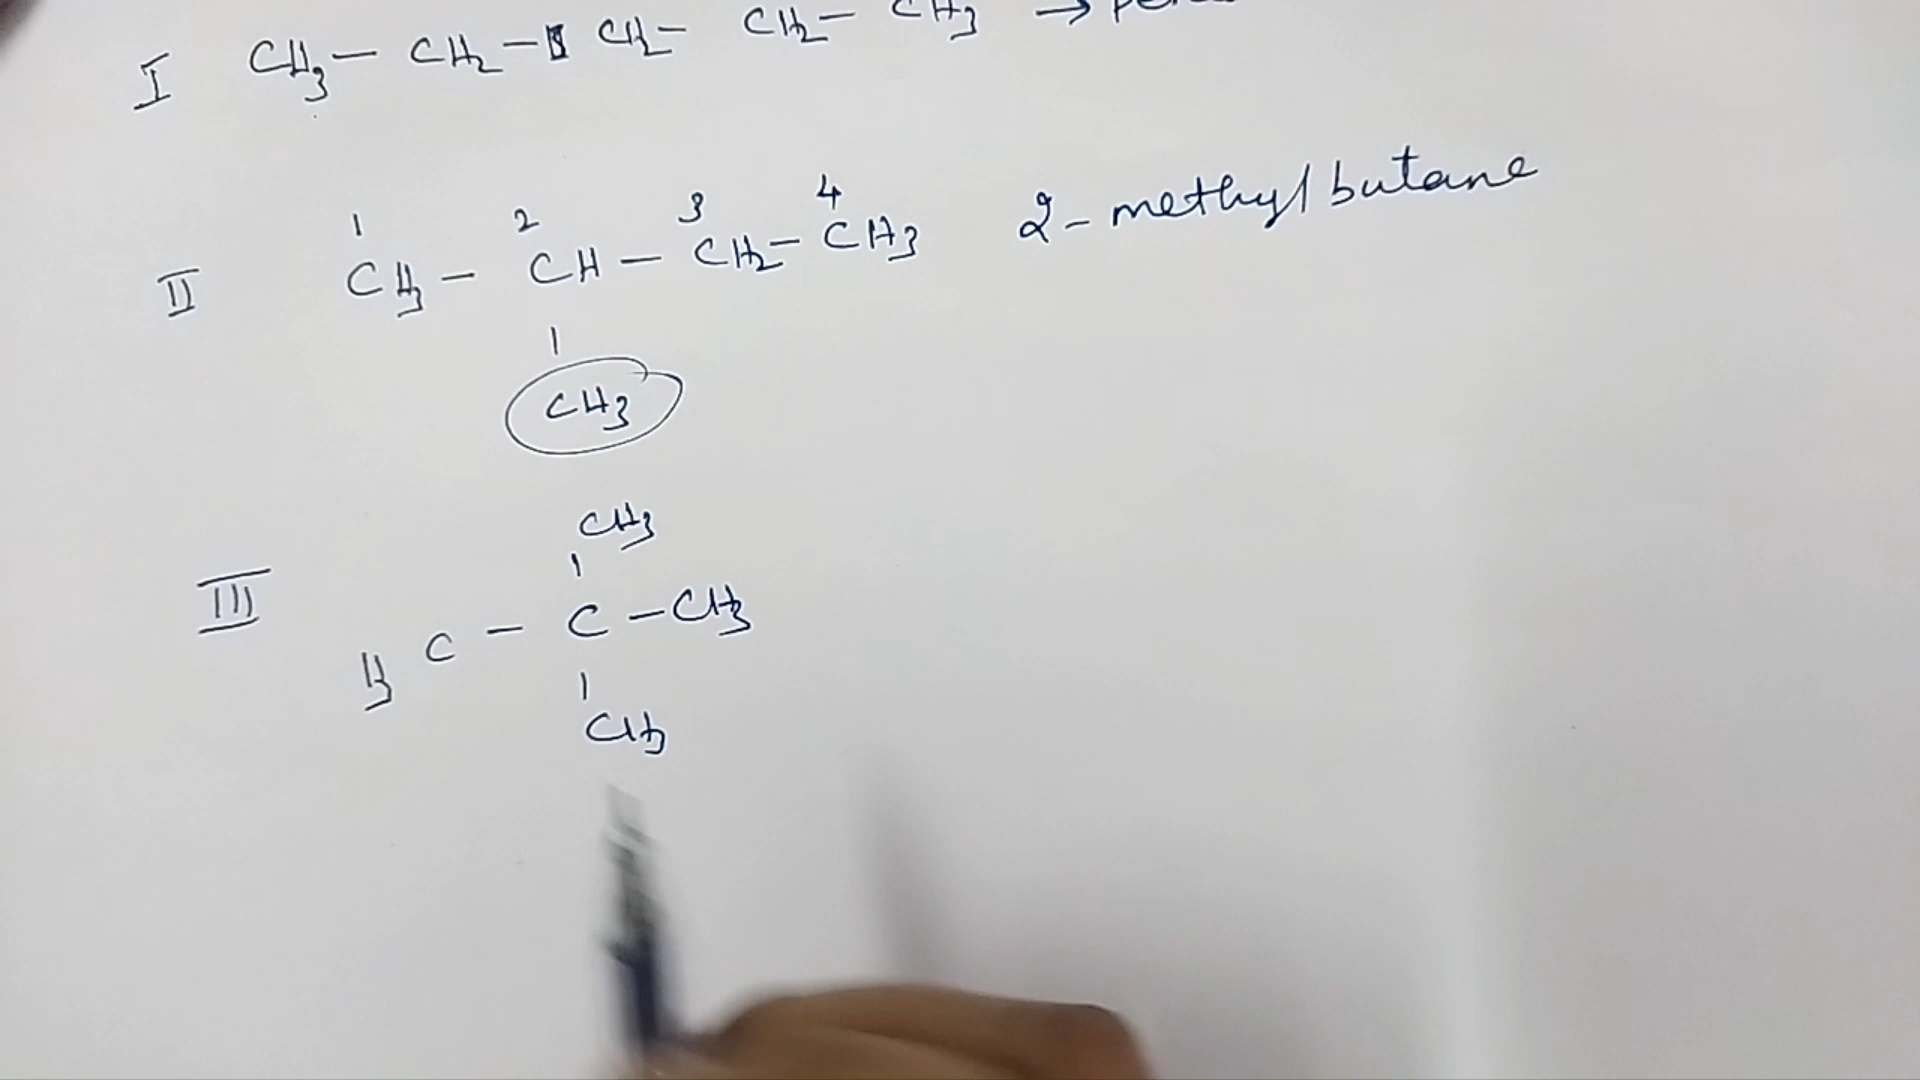 I CH3 — CH2 — CH2 — CH2 — CH3 →
1 2 3 4
II CH3 — CH — CH2 — CH3 2 - methyl butane
|
CH3
CH3
|
III H3C — C — CH3
|
CH3